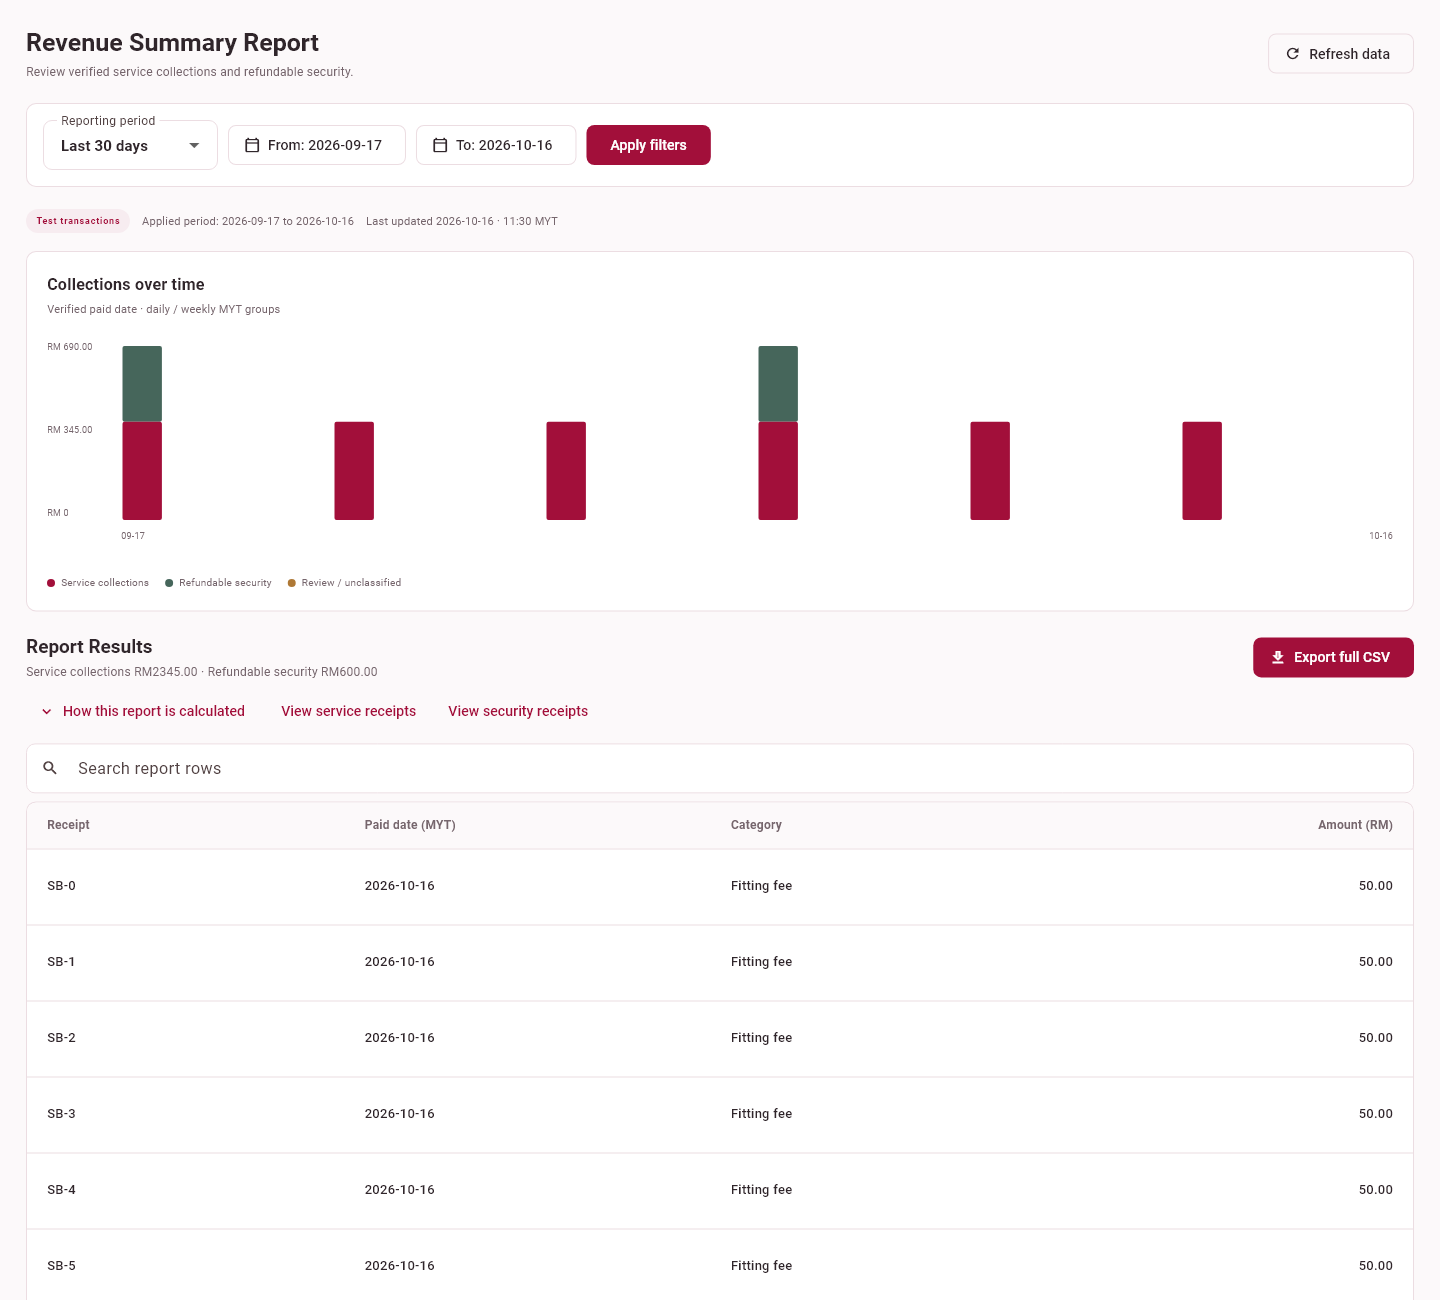 Revenue Summary Report
Review verified service collections and refundable security.
Refresh data
Reporting period
Last 30 days
From: 2026-09-17
To: 2026-10-16
Apply filters
Test transactions
Applied period: 2026-09-17 to 2026-10-16
Last updated 2026-10-16 · 11:30 MYT
Collections over time
Verified paid date · daily / weekly MYT groups
RM 690.00
RM 345.00
RM 0
09-17
10-16
Service collections
Refundable security
Review / unclassified
Report Results
Service collections RM2345.00 · Refundable security RM600.00
Export full CSV
How this report is calculated
View service receipts
View security receipts
Search report rows
Receipt Paid date (MYT) Category Amount (RM)
SB-0 2026-10-16 Fitting fee 50.00
SB-1 2026-10-16 Fitting fee 50.00
SB-2 2026-10-16 Fitting fee 50.00
SB-3 2026-10-16 Fitting fee 50.00
SB-4 2026-10-16 Fitting fee 50.00
SB-5 2026-10-16 Fitting fee 50.00